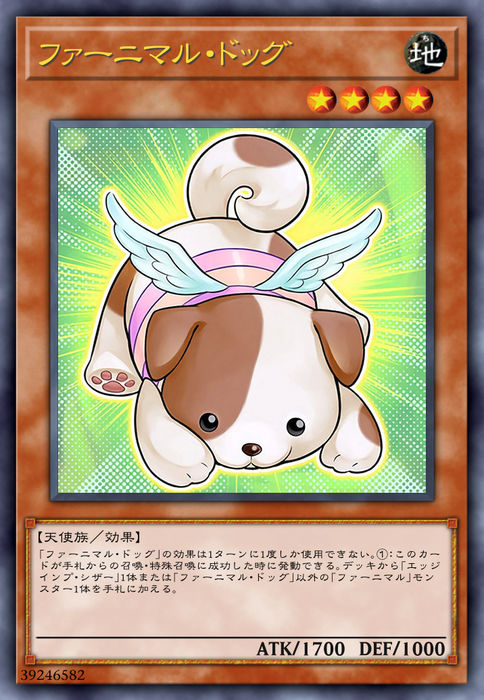 ファーニマル・ドッグ
ち
地
【天使族／効果】
「ファーニマル・ドッグ」の効果は1ターンに1度しか使用できない。①：このカー
ドが手札からの召喚・特殊召喚に成功した時に発動できる。デッキから「エッジ
インプ・シザー」1体または「ファーニマル・ドッグ」以外の「ファーニマル」モン
スター1体を手札に加える。
ATK/1700 DEF/1000
39246582